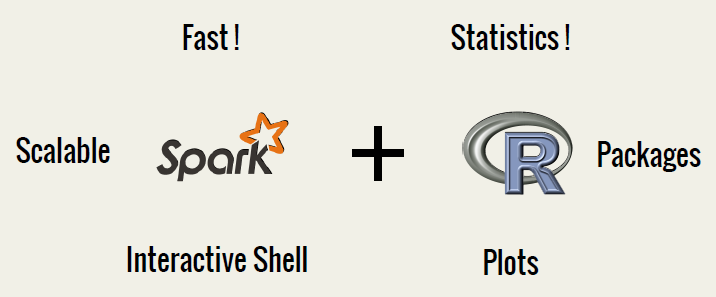 Fast !
Statistics !
Scalable
Spark
+
R
Packages
Interactive Shell
Plots